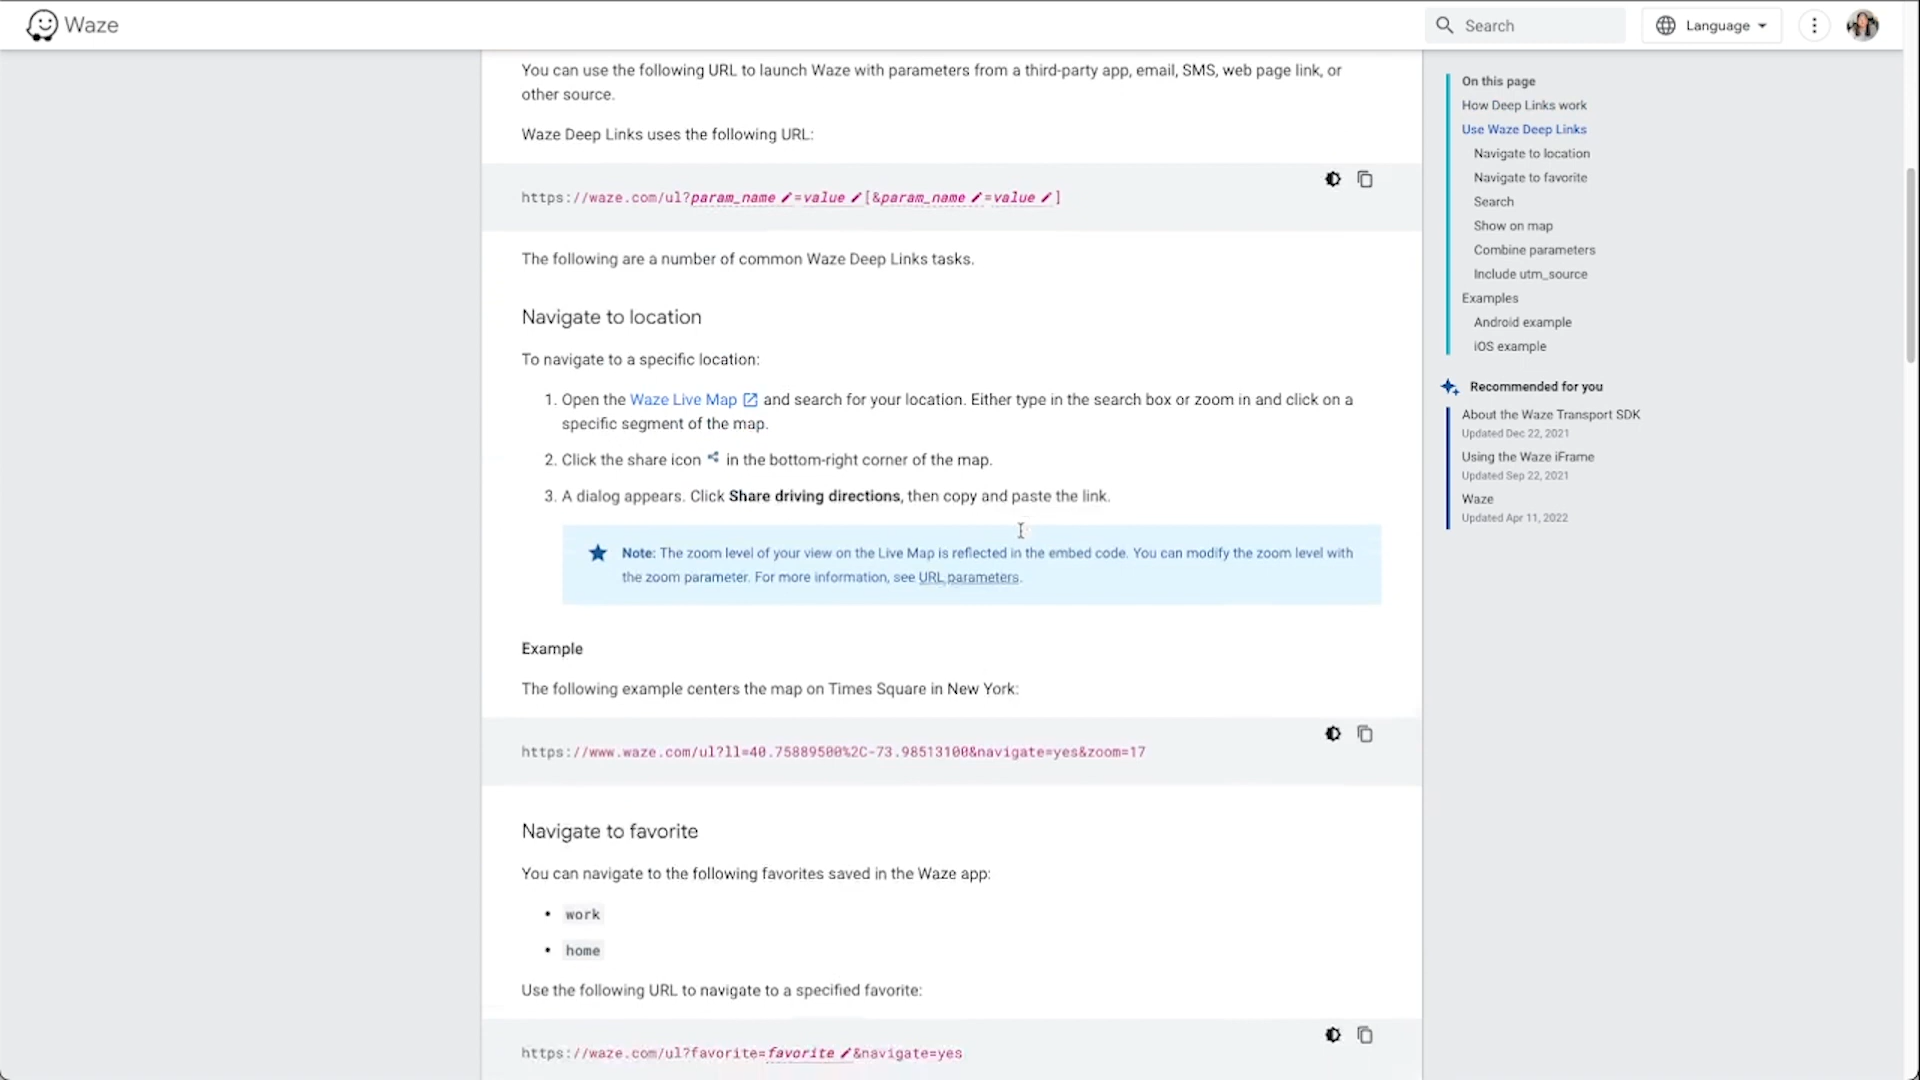 Waze
Search
Language
You can use the following URL to launch Waze with parameters from a third-party app, email, SMS, web page link, or
other source.
Waze Deep Links uses the following URL:
https://waze.com/ul?param_name=value[&param_name=value]
The following are a number of common Waze Deep Links tasks.
Navigate to location
To navigate to a specific location:
1. Open the Waze Live Map and search for your location. Either type in the search box or zoom in and click on a
specific segment of the map.
2. Click the share icon in the bottom-right corner of the map.
3. A dialog appears. Click Share driving directions, then copy and paste the link.
Note: The zoom level of your view on the Live Map is reflected in the embed code. You can modify the zoom level with
the zoom parameter. For more information, see URL parameters.
Example
The following example centers the map on Times Square in New York:
https://www.waze.com/ul?ll=40.75889500%2C-73.98513100&navigate=yes&zoom=17
Navigate to favorite
You can navigate to the following favorites saved in the Waze app:
• work
• home
Use the following URL to navigate to a specified favorite:
https://waze.com/ul?favorite=favorite&navigate=yes
On this page
How Deep Links work
Use Waze Deep Links
Navigate to location
Navigate to favorite
Search
Show on map
Combine parameters
Include utm_source
Examples
Android example
iOS example
Recommended for you
About the Waze Transport SDK
Updated Dec 22, 2021
Using the Waze iFrame
Updated Sep 22, 2021
Waze
Updated Apr 11, 2022